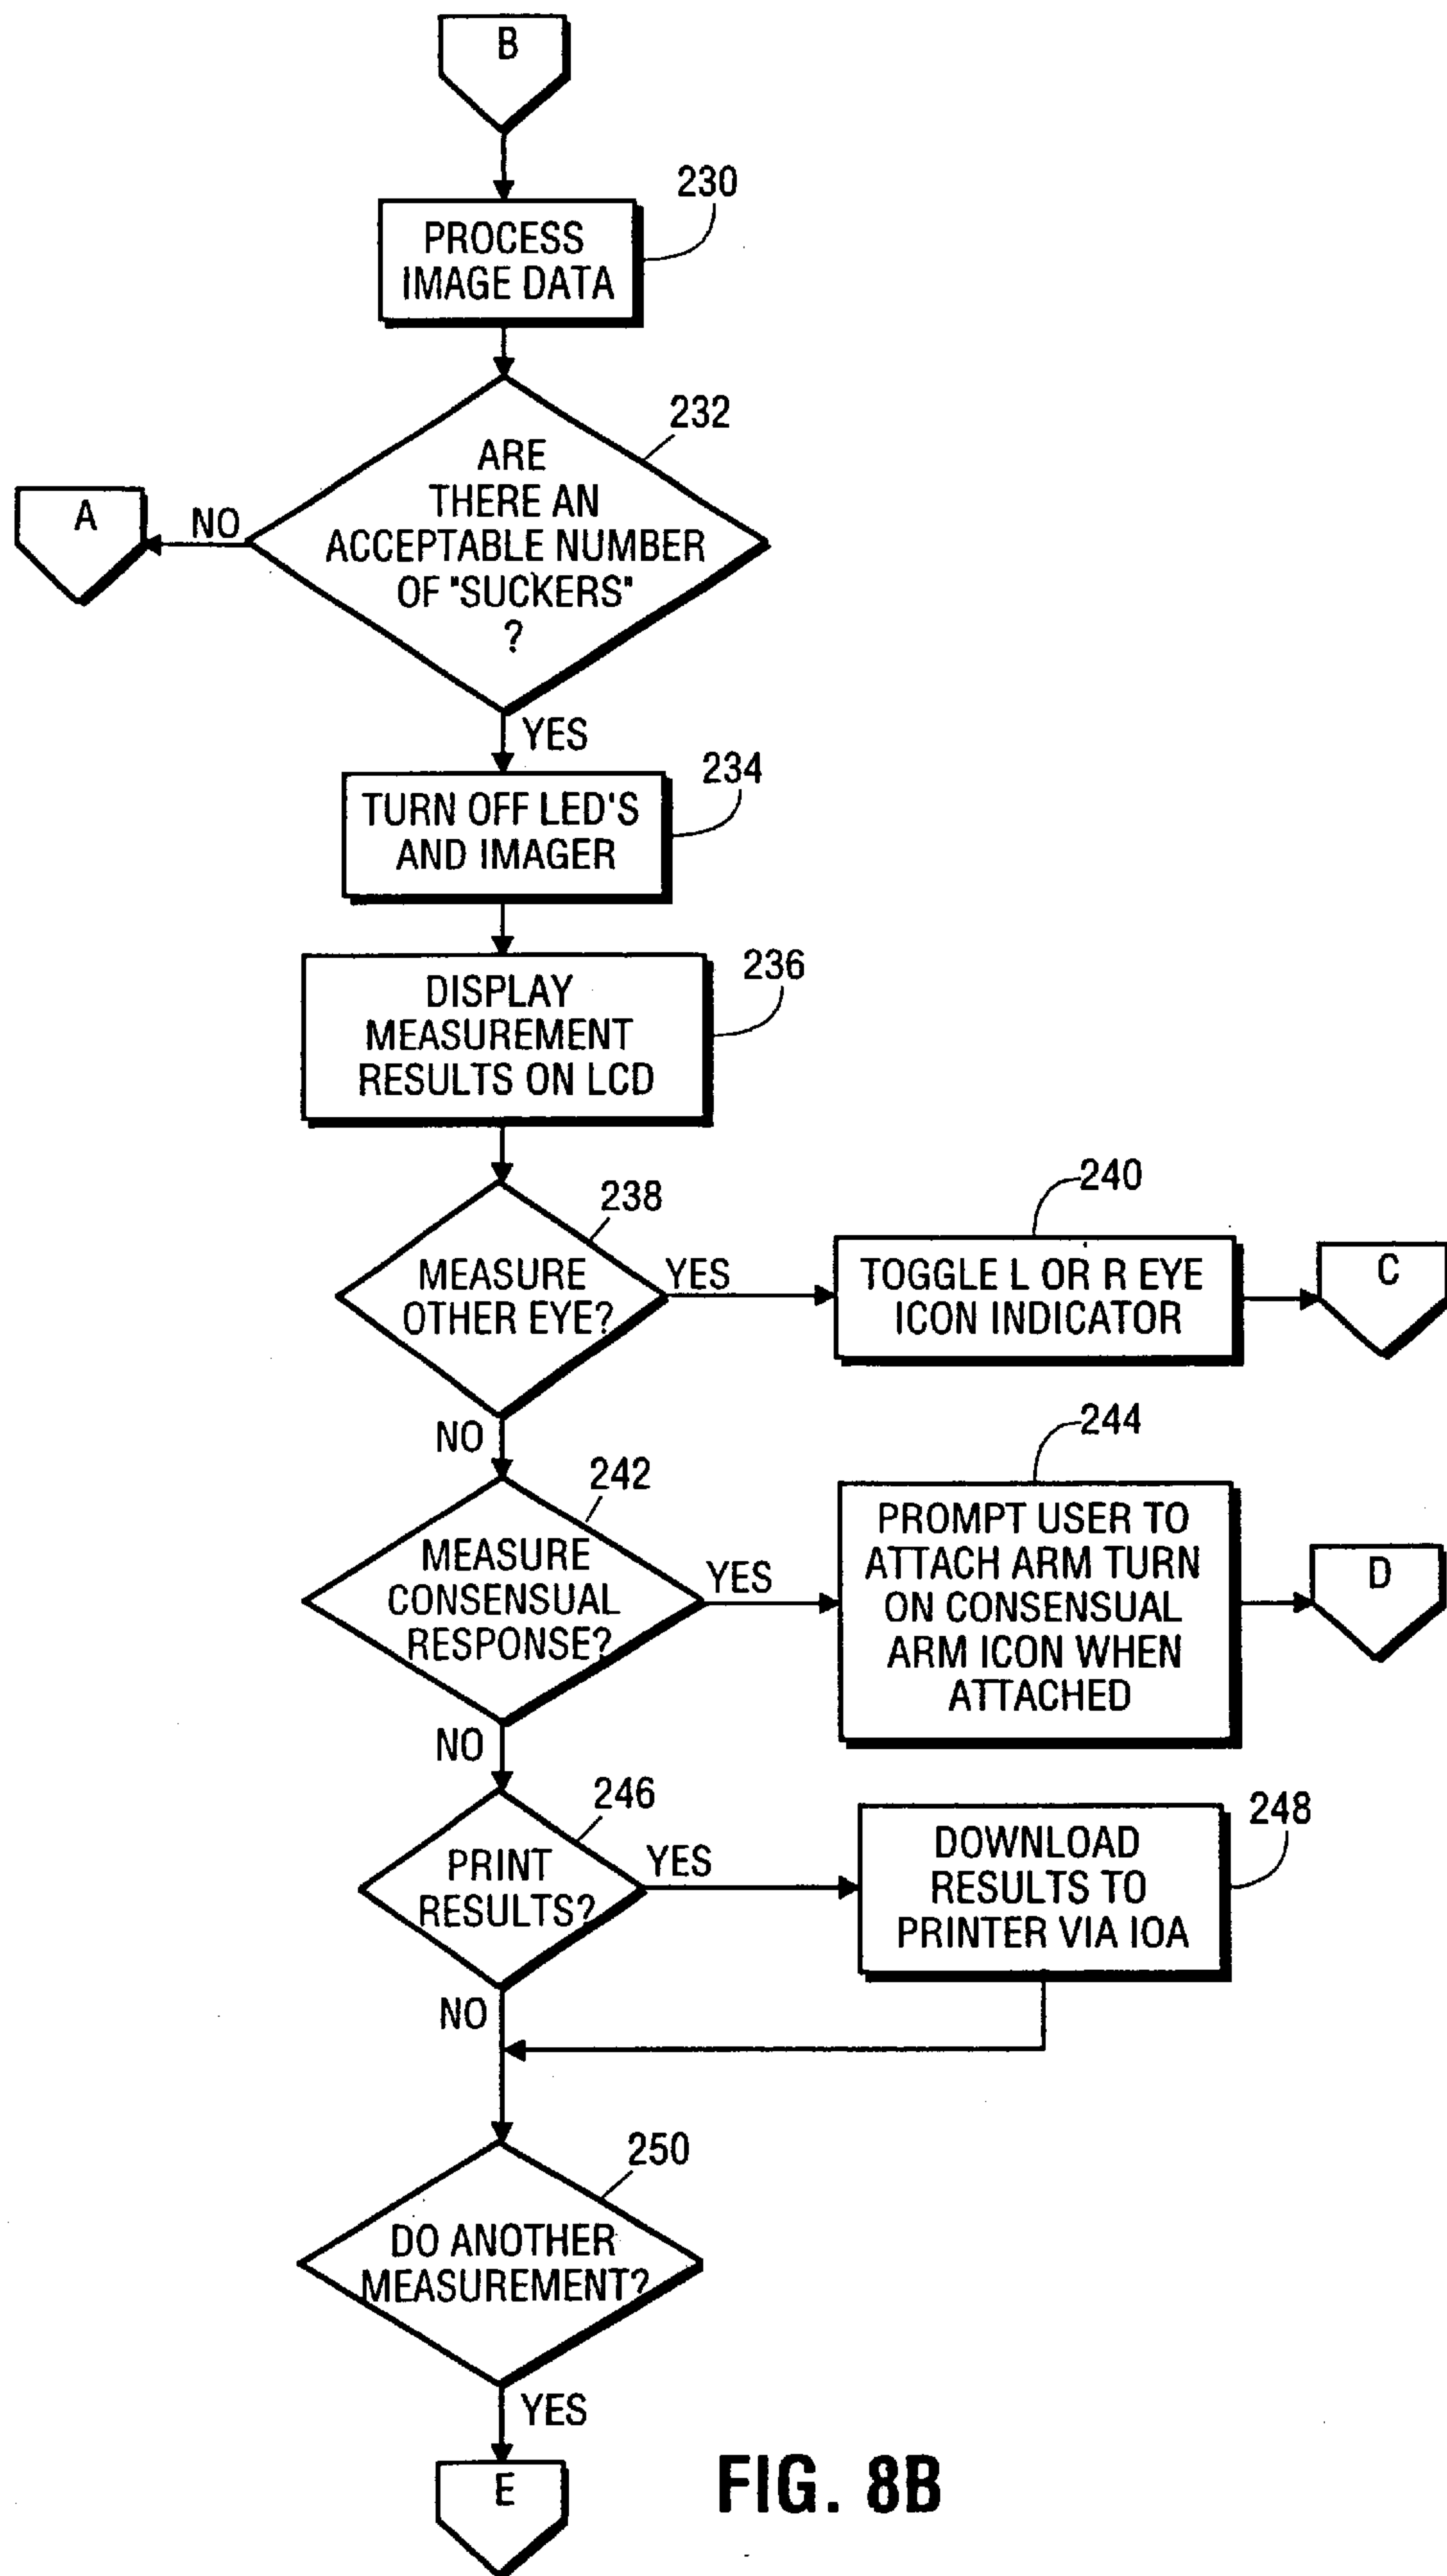 B
230
PROCESS
IMAGE DATA
232
ARE
THERE AN
ACCEPTABLE NUMBER
OF "SUCKERS"
?
NO
A
YES
234
TURN OFF LED'S
AND IMAGER
236
DISPLAY
MEASUREMENT
RESULTS ON LCD
238
MEASURE
OTHER EYE?
YES
240
TOGGLE L OR R EYE
ICON INDICATOR
C
NO
242
MEASURE
CONSENSUAL
RESPONSE?
YES
244
PROMPT USER TO
ATTACH ARM TURN
ON CONSENSUAL
ARM ICON WHEN
ATTACHED
D
NO
246
PRINT
RESULTS?
YES
248
DOWNLOAD
RESULTS TO
PRINTER VIA IOA
NO
250
DO ANOTHER
MEASUREMENT?
YES
E
FIG. 8B